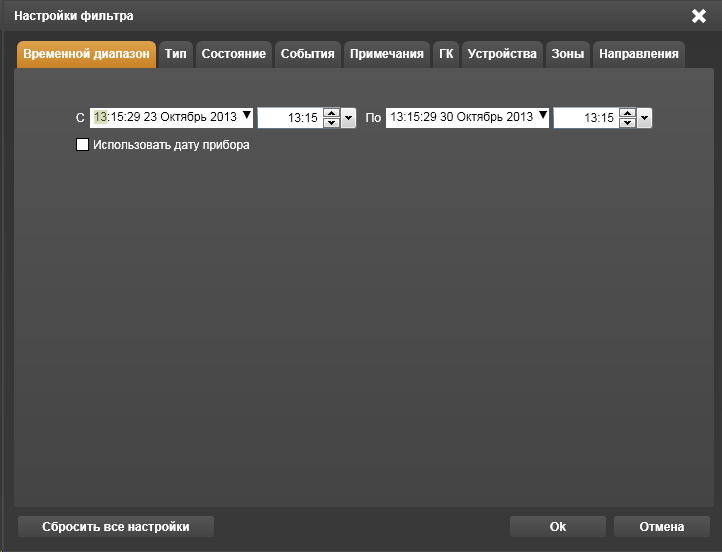 Настройки фильтра
Временной диапазон Тип Состояние События Примечания ГК Устройства Зоны Направления
С 13:15:29 23 Октябрь 2013 13:15 По 13:15:29 30 Октябрь 2013 13:15
Использовать дату прибора
Сбросить все настройки Ok Отмена